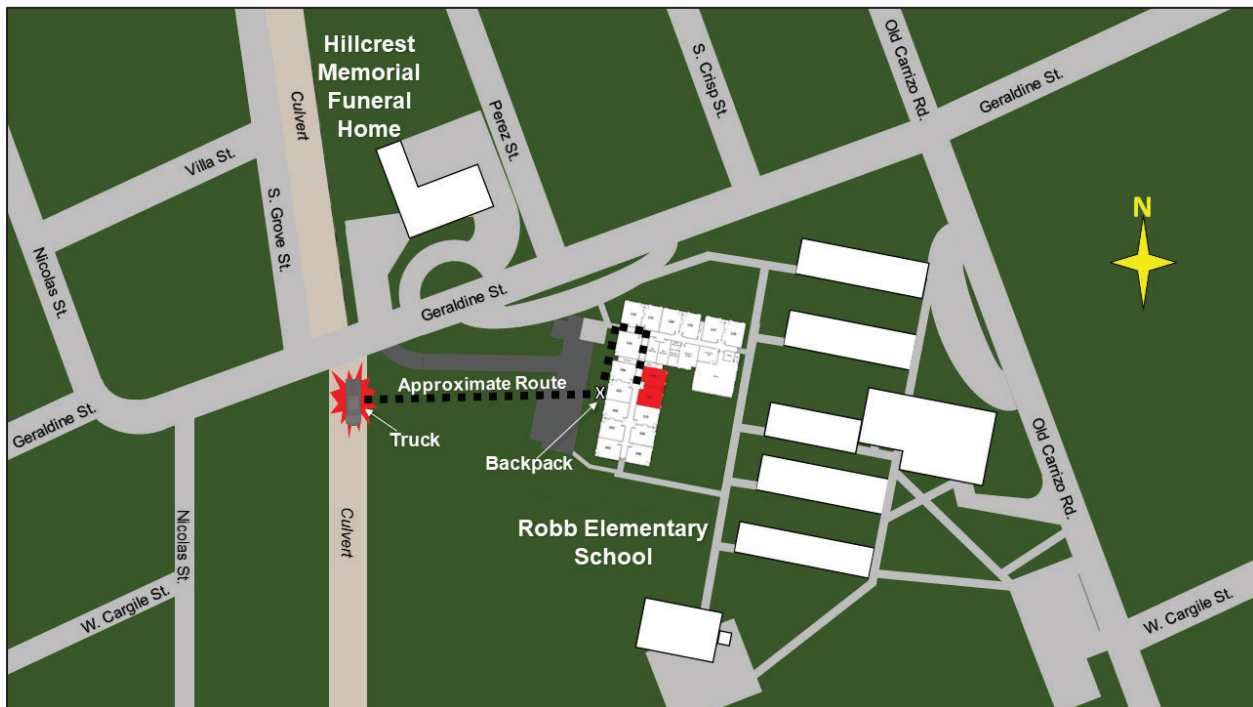 Hillcrest
Memorial
Funeral
Home
Culvert
Perez St.
S. Crisp St.
Old Carrizo Rd.
Geraldine St.
Villa St.
S. Grove St.
Nicolas St.
N
Geraldine St.
Approximate Route
Geraldine St.
Truck
Backpack
X
Old Carrizo Rd.
Culvert
Nicolas St.
Robb Elementary
School
W. Cargile St.
W. Cargile St.